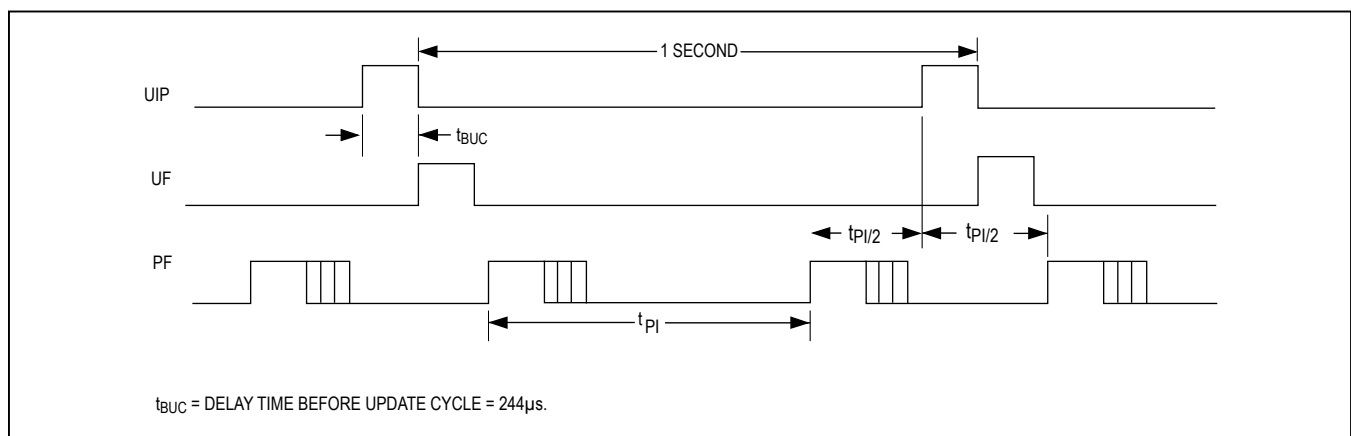 1 SECOND
UIP
tBUC
UF
tPI/2 tPI/2
PF
tPI
tBUC = DELAY TIME BEFORE UPDATE CYCLE = 244µs.